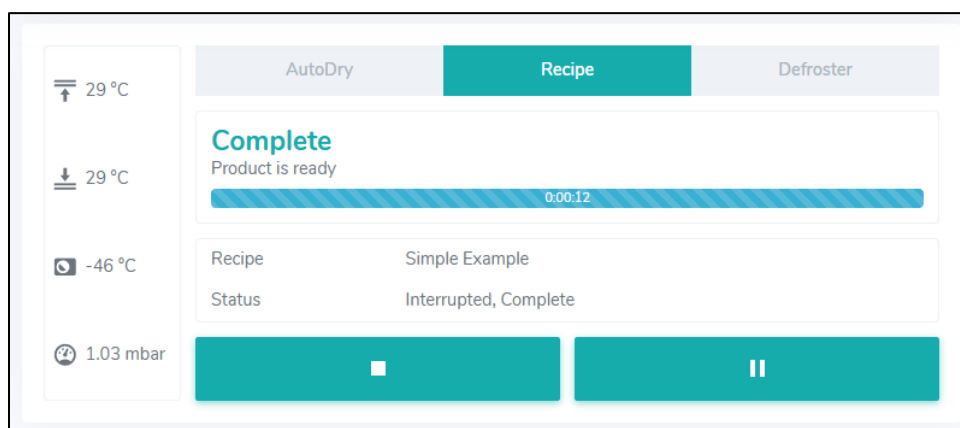 29 °C
29 °C
-46 °C
1.03 mbar
AutoDry Recipe Defroster
Complete
Product is ready
0:00:12
Recipe Simple Example
Status Interrupted, Complete